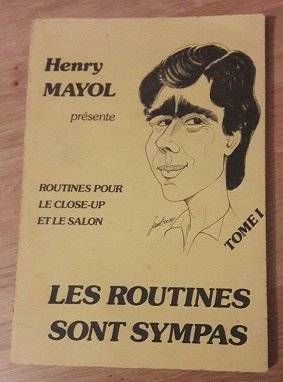 Henry
MAYOL
présente
ROUTINES POUR
LE CLOSE-UP
ET LE SALON
TOME I
LES ROUTINES
SONT SYMPAS